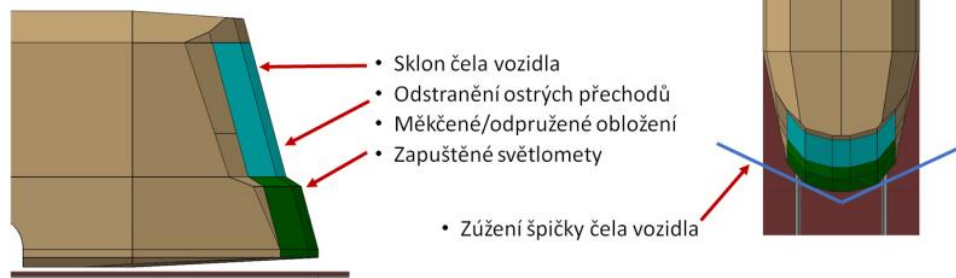 • Sklon čela vozidla
• Odstranění ostrých přechodů
• Měkčené/odpružené obložení
• Zapuštěné světlomety
• Zúžení špičky čela vozidla